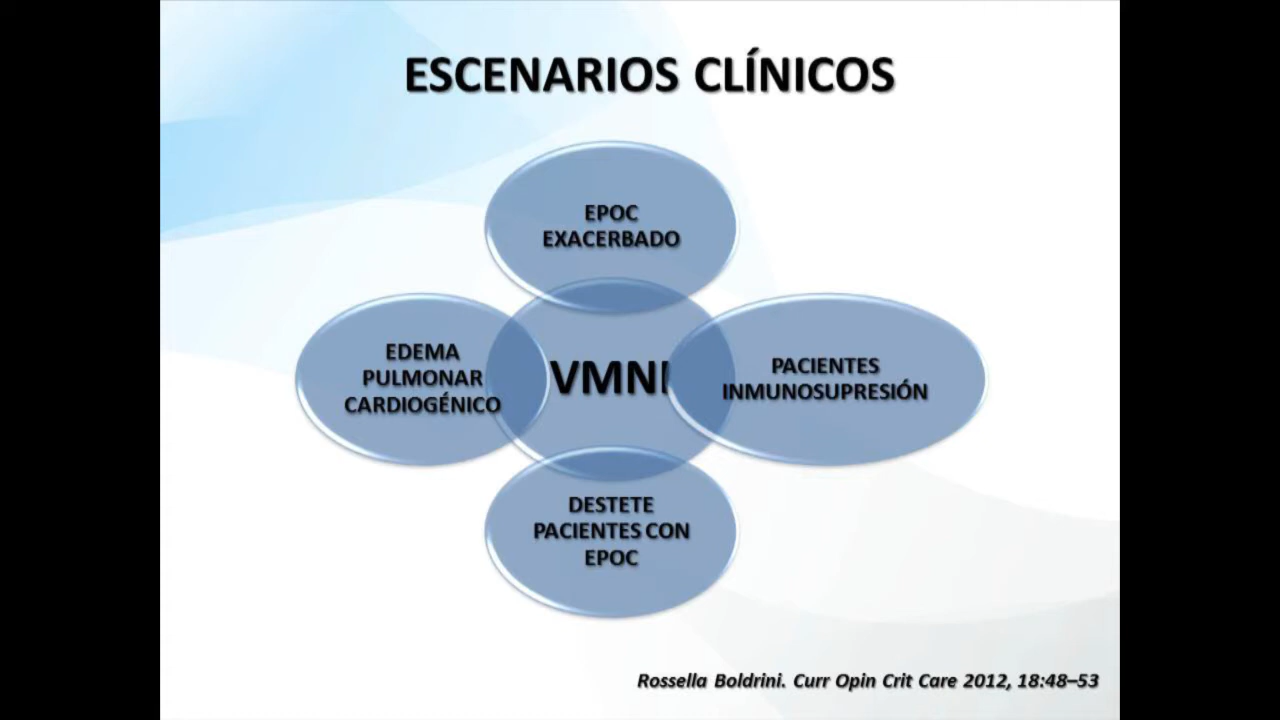 ESCENARIOS CLÍNICOS
EPOC
EXACERBADO
EDEMA
PULMONAR
CARDIOGÉNICO
VMNI
PACIENTES
INMUNOSUPRESIÓN
DESTETE
PACIENTES CON
EPOC
Rossella Boldrini. Curr Opin Crit Care 2012, 18:48–53